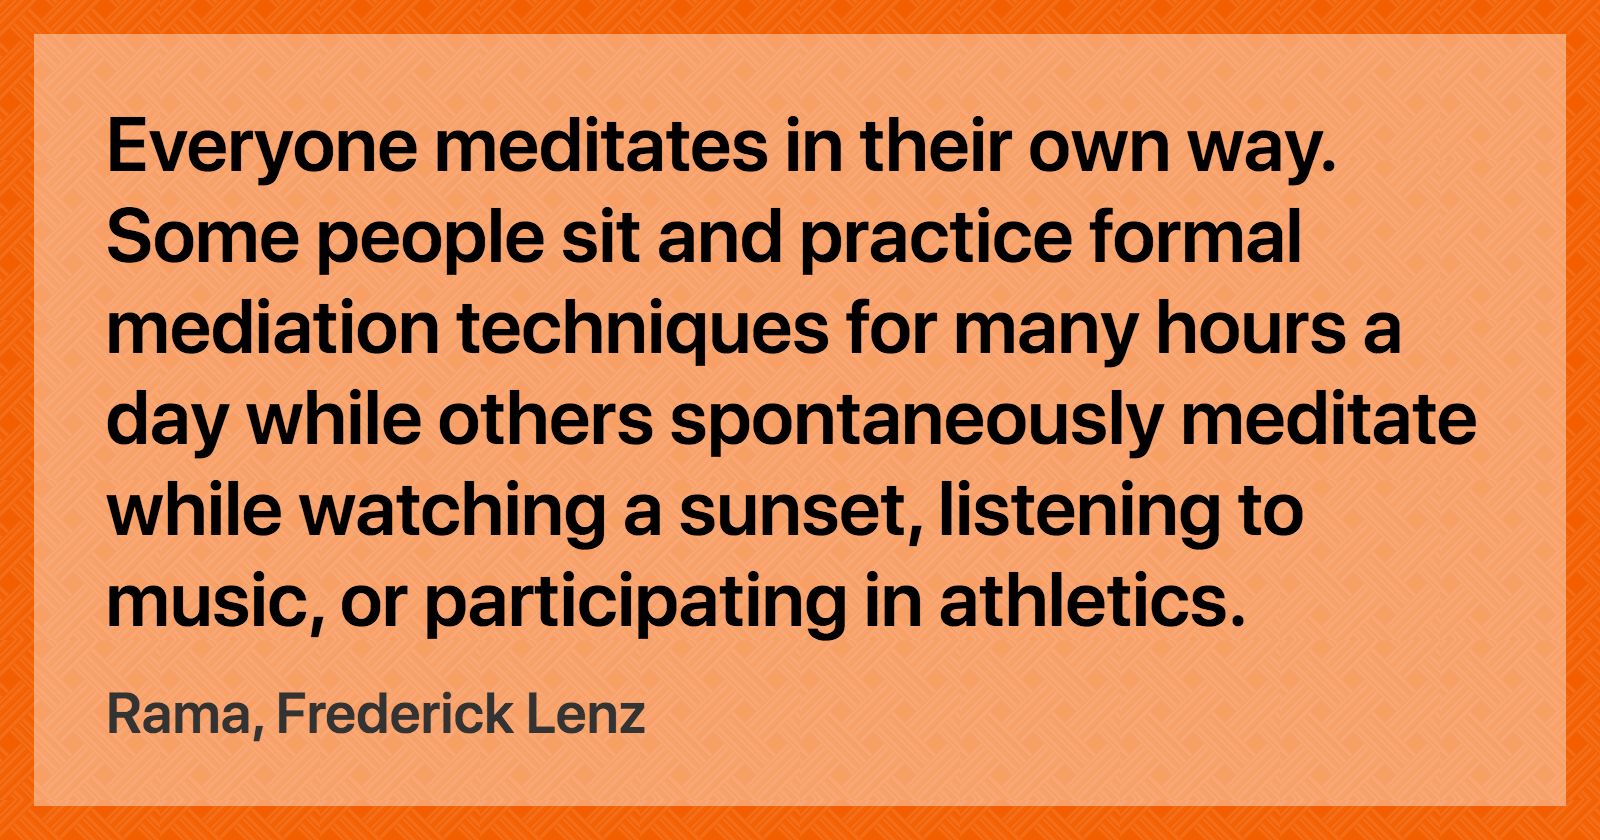 Everyone meditates in their own way.
Some people sit and practice formal
mediation techniques for many hours a
day while others spontaneously meditate
while watching a sunset, listening to
music, or participating in athletics.
Rama, Frederick Lenz